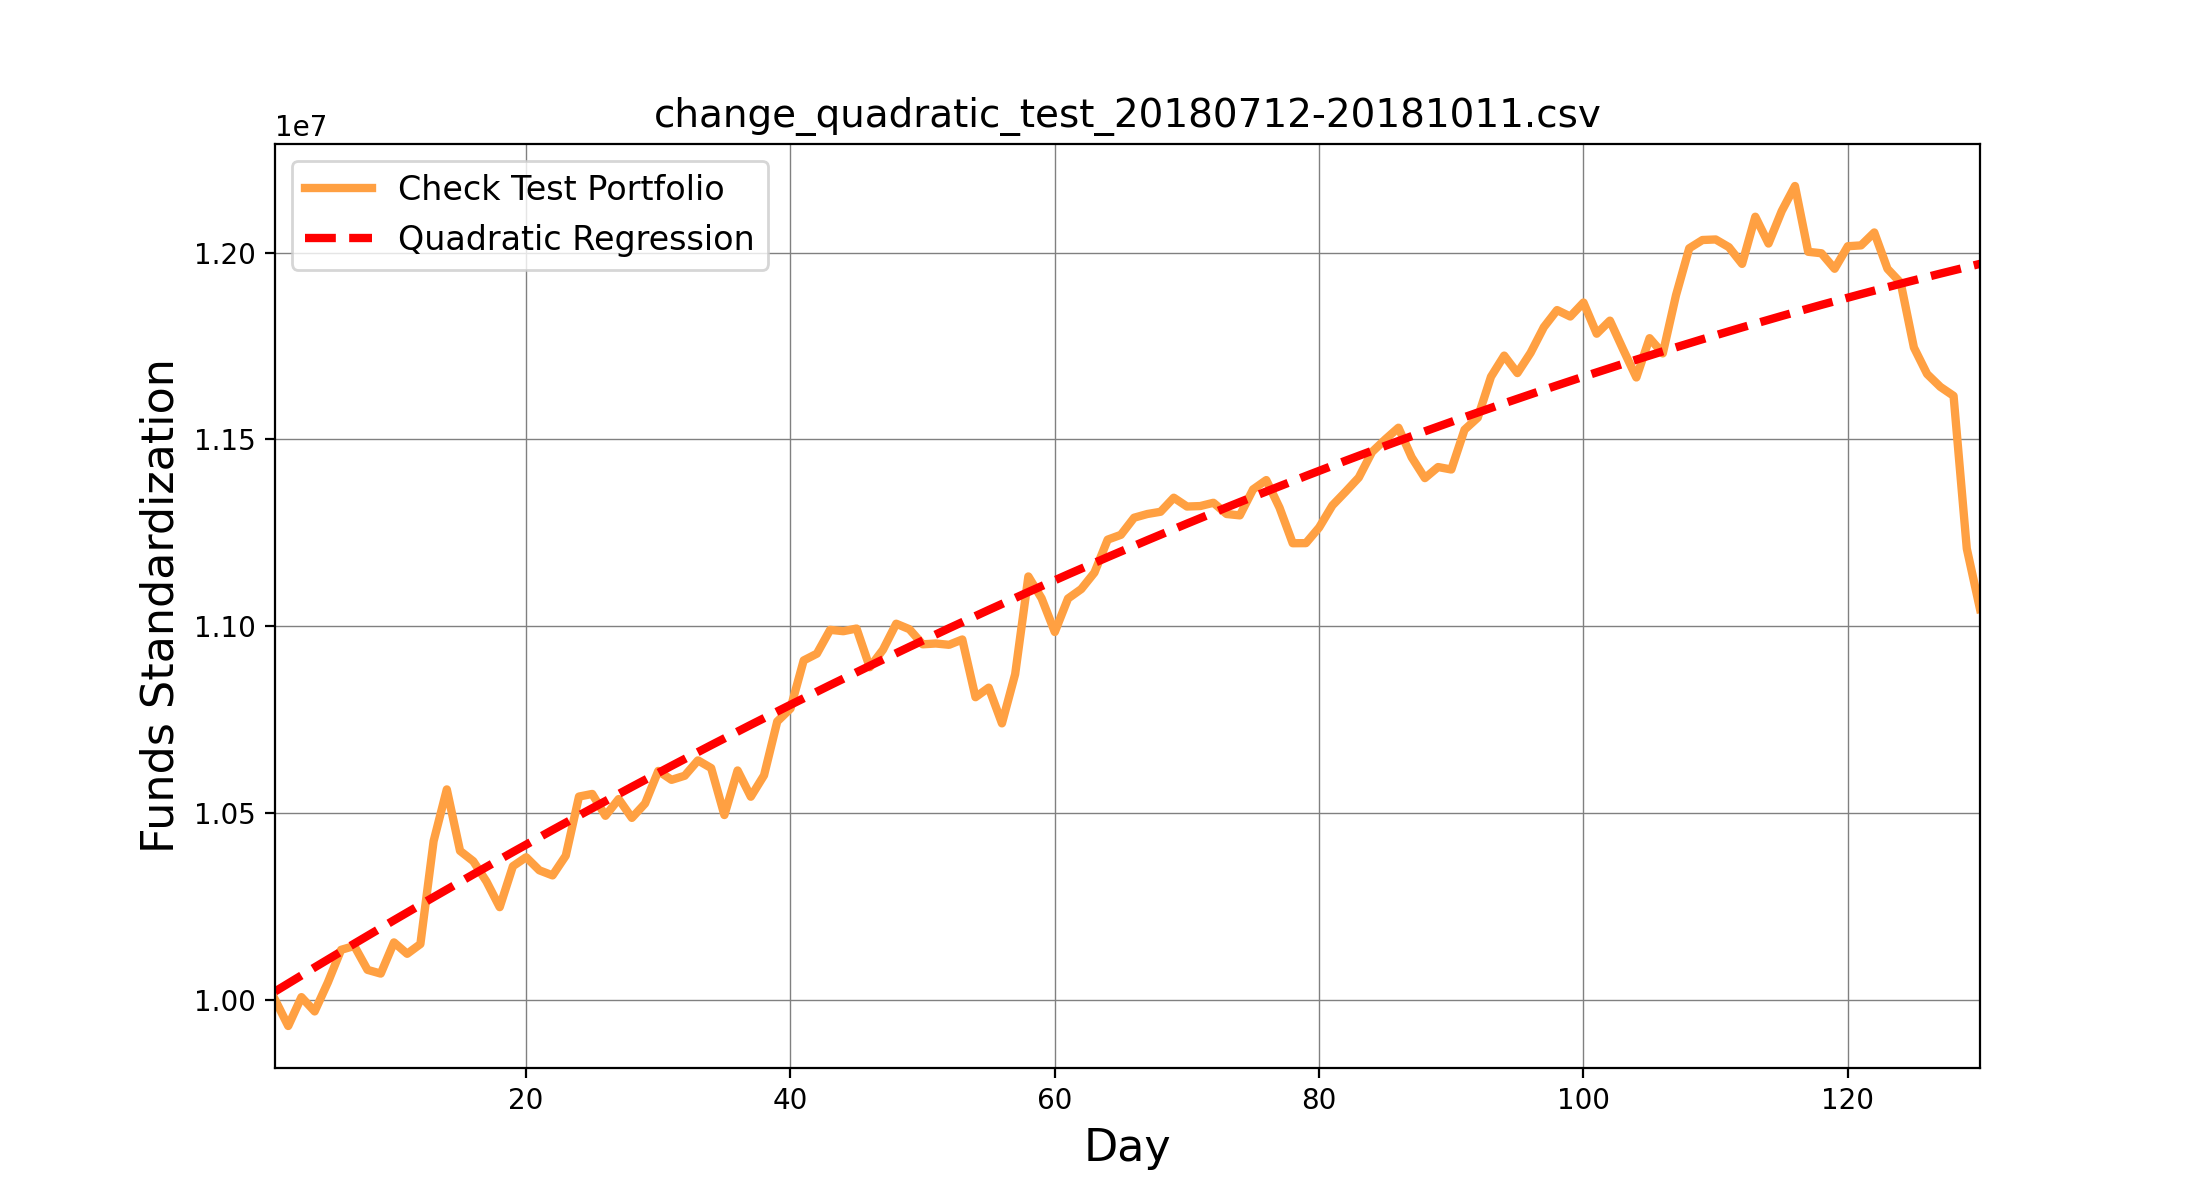 change_quadratic_test_20180712-20181011.csv
1e7
Check Test Portfolio
Quadratic Regression
Funds Standardization
1.20
1.15
1.10
1.05
1.00
20 40 60 80 100 120
Day